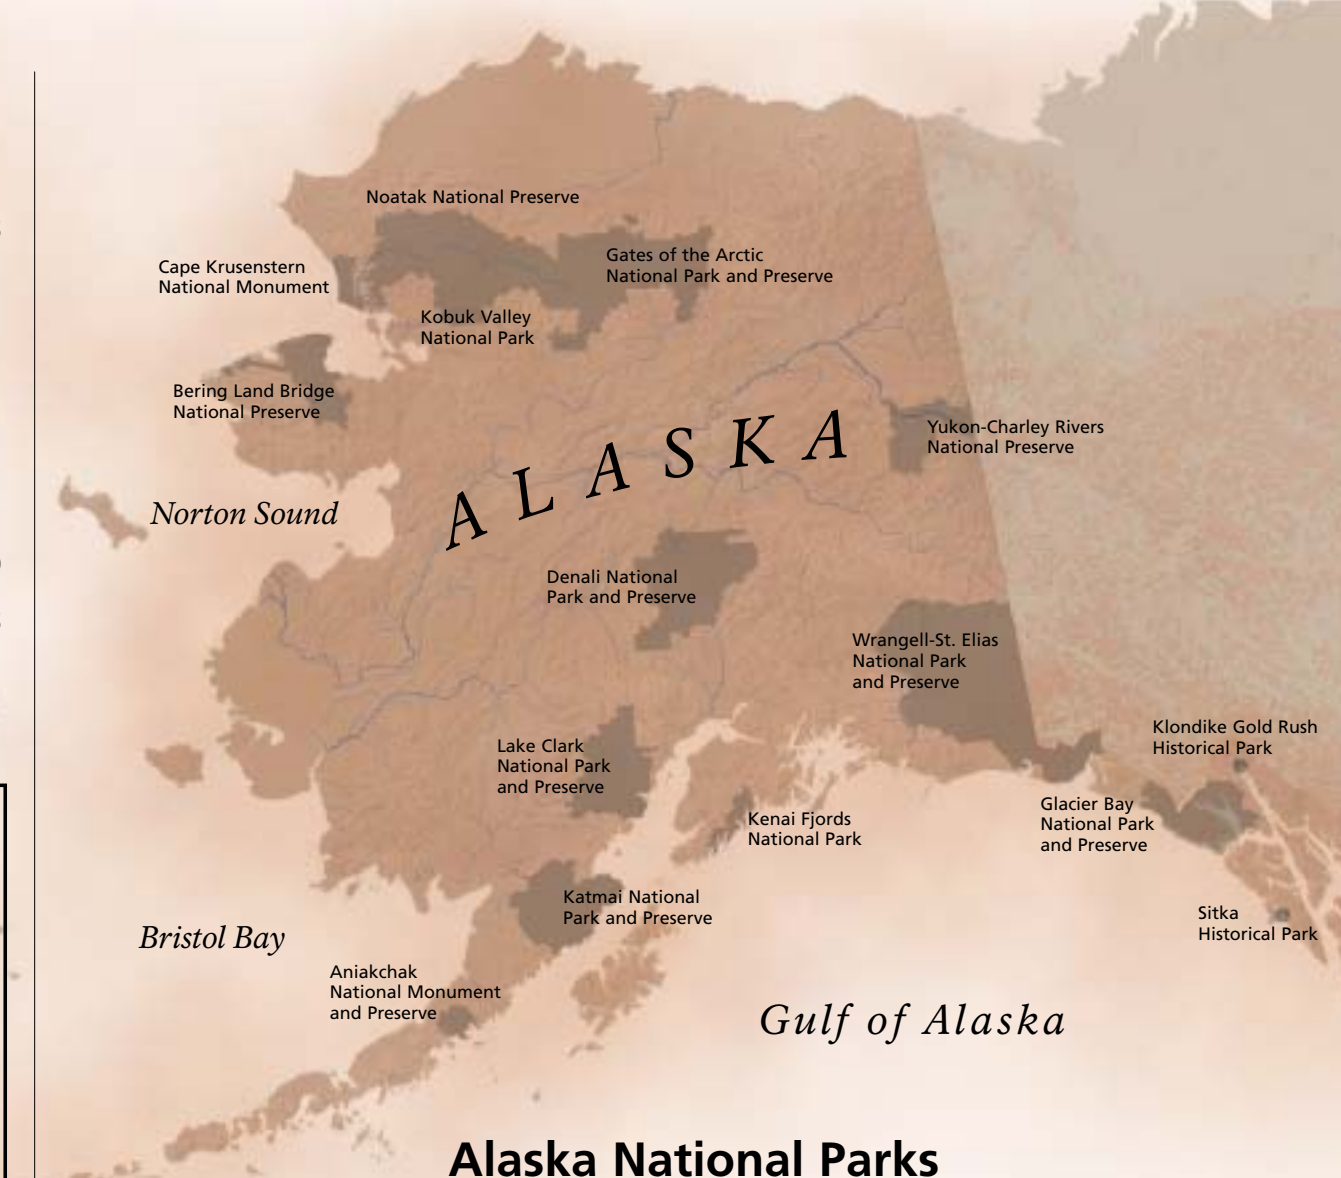 Noatak National Preserve
Gates of the Arctic
National Park and Preserve
Cape Krusenstern
National Monument
Kobuk Valley
National Park
Bering Land Bridge
National Preserve
ALASKA
Yukon-Charley Rivers
National Preserve
Norton Sound
Denali National
Park and Preserve
Wrangell-St. Elias
National Park
and Preserve
Klondike Gold Rush
Historical Park
Lake Clark
National Park
and Preserve
Glacier Bay
National Park
and Preserve
Kenai Fjords
National Park
Katmai National
Park and Preserve
Sitka
Historical Park
Bristol Bay
Aniakchak
National Monument
and Preserve
Gulf of Alaska
Alaska National Parks